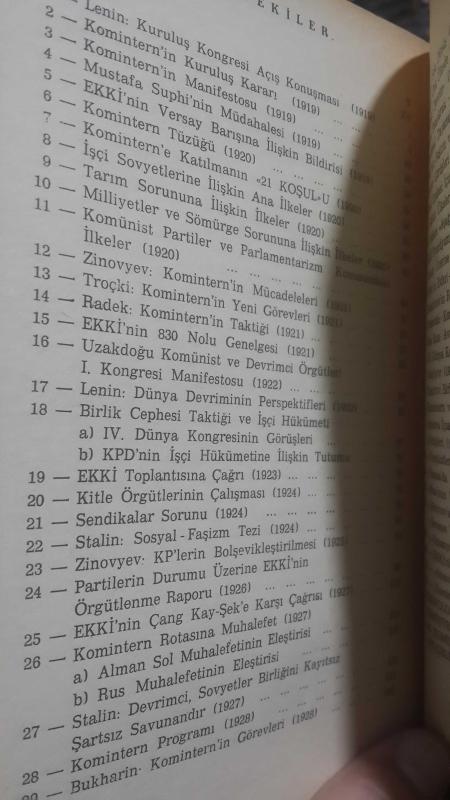 EKİLER
Lenin: Kuruluş Kongresi Açış Konuşması (1919)
2 — Komintern'in Kuruluş Kararı (1919) ... ...
3 — Komintern'in Manifestosu (1919) ... ...
4 — Mustafa Suphi'nin Müdahalesi (1919) ...
5 — EKKİ'nin Versay Barışına İlişkin Bildirisi (1919)
6 — Komintern Tüzüğü (1920) ... ... ...
7 — Komintern'e Katılmanın «21 KOŞUL»U (1920)
8 — İşçi Sovyetlerine İlişkin Ana İlkeler (1920)
9 — Tarım Sorununa İlişkin İlkeler (1920) ...
10 — Milliyetler ve Sömürge Sorununa İlişkin İlkeler (1920)
11 — Komünist Partiler ve Parlamentarizm
İlkeler (1920) ... ... ... ...
12 — Zinovyev: Komintern'in Mücadeleleri
13 — Troçki: Komintern'in Yeni Görevleri (1921)
14 — Radek: Komintern'in Taktiği (1921) ...
15 — EKKİ'nin 830 Nolu Genelgesi (1921) ...
16 — Uzakdoğu Komünist ve Devrimci Örgütleri
I. Kongresi Manifestosu (1922) ... ...
17 — Lenin: Dünya Devriminin Perspektifleri
18 — Birlik Cephesi Taktiği ve İşçi Hükümeti
a) IV. Dünya Kongresinin Görüşleri ...
b) KPD'nin İşçi Hükümetine İlişkin Tutumu
19 — EKKİ Toplantısına Çağrı (1923) ... ...
20 — Kitle Örgütlerinin Çalışması (1924) ...
21 — Sendikalar Sorunu (1924) ... ... ...
22 — Stalin: Sosyal-Faşizm Tezi (1924) ...
23 — Zinovyev: KP'lerin Bolşevikleştirilmesi (1925)
24 — Partilerin Durumu Üzerine EKKİ'nin
Örgütlenme Raporu (1926) ... ... ...
25 — EKKİ'nin Çang Kay-Şek'e Karşı Çağrısı (1927)
26 — Komintern Rotasına Muhalefet (1927)
a) Alman Sol Muhalefetinin Eleştirisi ...
b) Rus Muhalefetinin Eleştirisi ... ...
27 — Stalin: Devrimci, Sovyetler Birliğini Kayıtsız
Şartsız Savunandır (1927) ... ... ...
28 — Komintern Programı (1928) ... ...
29 — Bukharin: Komintern'in Görevleri (1928) ...